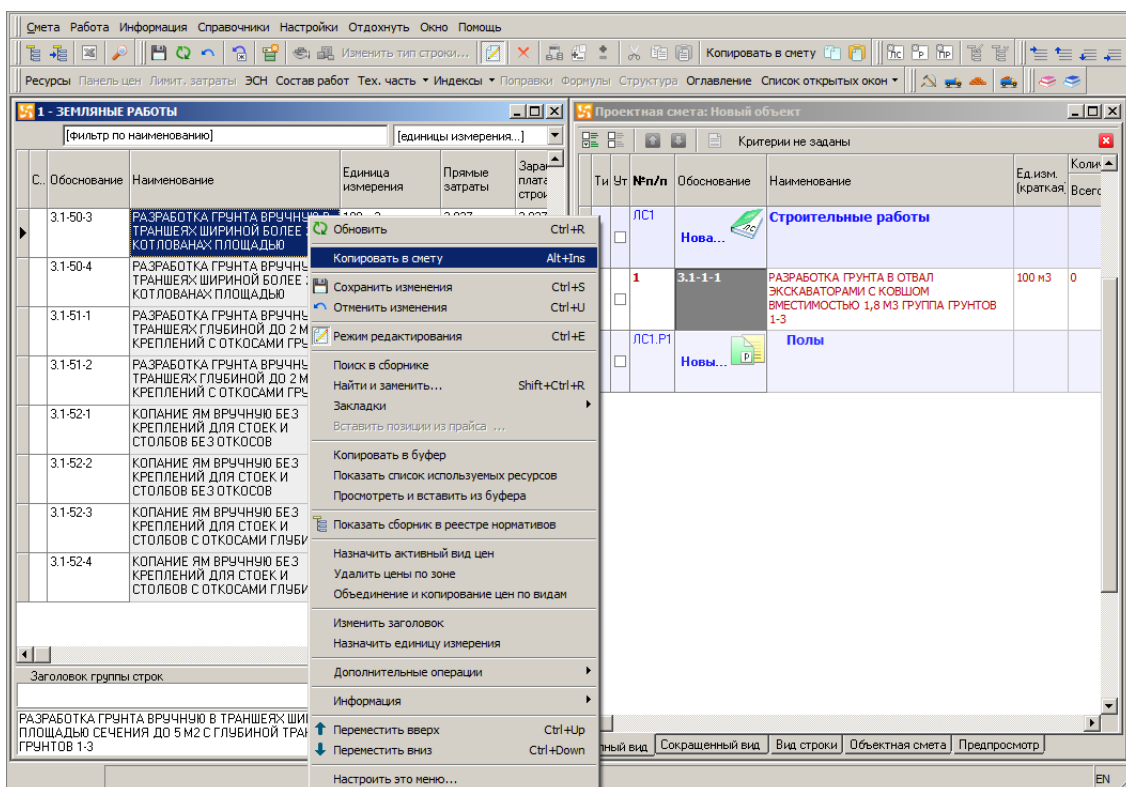 Смета Работа Информация Справочники Настройки Отдохнуть Окно Помощь
Изменить тип строки... Копировать в смету
Ресурсы Панель цен Лимит. затраты ЭСН Состав работ Тех. часть Индексы Поправки Формулы Структура Оглавление Список открытых окон
1 - ЗЕМЛЯНЫЕ РАБОТЫ
[фильтр по наименованию] [единицы измерения...]
С.. Обоснование Наименование Единица измерения Прямые затраты
3.1-50-3 РАЗРАБОТКА ГРУНТА ВРУЧНУЮ В
ТРАНШЕЯХ ШИРИНОЙ БОЛЕЕ
КОТЛОВАНАХ ПЛОЩАДЬЮ
3.1-50-4 РАЗРАБОТКА ГРУНТА ВРУЧНЫ
ТРАНШЕЯХ ШИРИНОЙ БОЛЕЕ
КОТЛОВАНАХ ПЛОЩАДЬЮ
3.1-51-1 РАЗРАБОТКА ГРУНТА ВРУЧНЫ
ТРАНШЕЯХ ГЛУБИНОЙ ДО 2 М
КРЕПЛЕНИЙ С ОТКОСАМИ ГРУ
3.1-51-2 РАЗРАБОТКА ГРУНТА ВРУЧНЫ
ТРАНШЕЯХ ГЛУБИНОЙ ДО 2 М
КРЕПЛЕНИЙ С ОТКОСАМИ ГРУ
3.1-52-1 КОПАНИЕ ЯМ ВРУЧНУЮ БЕЗ
КРЕПЛЕНИЙ ДЛЯ СТОЕК И
СТОЛБОВ БЕЗ ОТКОСОВ
3.1-52-2 КОПАНИЕ ЯМ ВРУЧНУЮ БЕЗ
КРЕПЛЕНИЙ ДЛЯ СТОЕК И
СТОЛБОВ БЕЗ ОТКОСОВ
3.1-52-3 КОПАНИЕ ЯМ ВРУЧНУЮ БЕЗ
КРЕПЛЕНИЙ ДЛЯ СТОЕК И
СТОЛБОВ С ОТКОСАМИ ГЛУБИ
3.1-52-4 КОПАНИЕ ЯМ ВРУЧНУЮ БЕЗ
КРЕПЛЕНИЙ ДЛЯ СТОЕК И
СТОЛБОВ С ОТКОСАМИ ГЛУБИ
Заголовок группы строк
РАЗРАБОТКА ГРУНТА ВРУЧНУЮ В ТРАНШЕЯХ ШИ
ПЛОЩАДЬЮ СЕЧЕНИЯ ДО 5 М2 С ГЛУБИНОЙ ТРАН
ГРУНТОВ 1-3
Обновить Ctrl+R
Копировать в смету Alt+Ins
Сохранить изменения Ctrl+S
Отменить изменения Ctrl+U
Режим редактирования Ctrl+E
Поиск в сборнике
Найти и заменить... Shift+Ctrl+R
Закладки
Вставить позиции из прайса ...
Копировать в буфер
Показать список используемых ресурсов
Просмотреть и вставить из буфера
Показать сборник в реестре нормативов
Назначить активный вид цен
Удалить цены по зоне
Объединение и копирование цен по видам
Изменить заголовок
Назначить единицу измерения
Дополнительные операции
Информация
Переместить вверх Ctrl+Up
Переместить вниз Ctrl+Down
Настроить это меню...
Проектная смета: Новый объект
Критерии не заданы
Ти Ут №п/п Обоснование Наименование Ед.изм. (краткая) Колич Всего
ЛС1 Нова... Строительные работы
1 3.1-1-1 РАЗРАБОТКА ГРУНТА В ОТВАЛ 100 м3 0
ЭКСКАВАТОРАМИ С КОВШОМ
ВМЕСТИМОСТЬЮ 1,8 М3 ГРУППА ГРУНТОВ
1-3
ЛС1.Р1 Новы... Полы
ный вид Сокращенный вид Вид строки Объектная смета Предпросмотр
EN